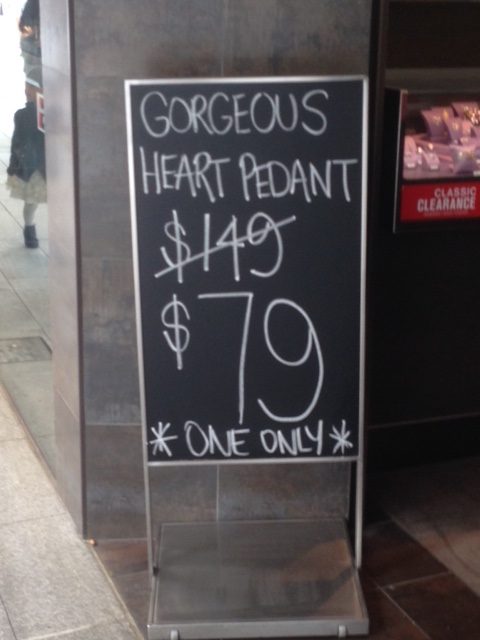 GORGEOUS
HEART PEDANT
$149
$79
* ONE ONLY *
CLASSIC
CLEARANCE